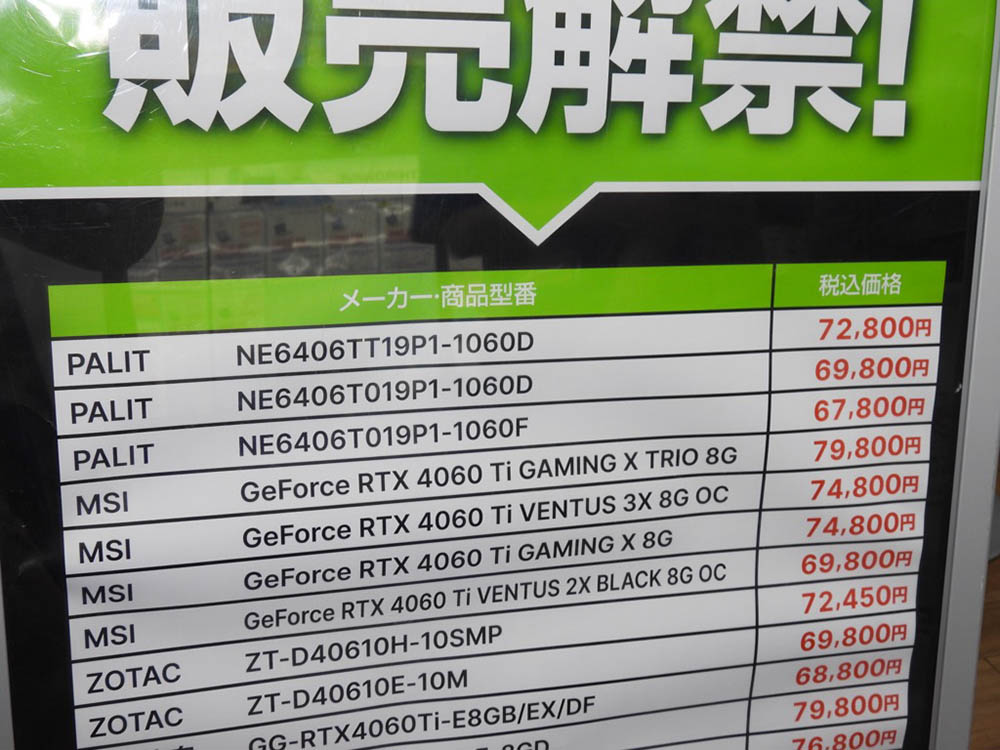 販売解禁!
メーカー・商品型番 税込価格
PALIT NE6406TT19P1-1060D 72,800円
PALIT NE6406T019P1-1060D 69,800円
PALIT NE6406T019P1-1060F 67,800円
MSI GeForce RTX 4060 Ti GAMING X TRIO 8G 79,800円
MSI GeForce RTX 4060 Ti VENTUS 3X 8G OC 74,800円
MSI GeForce RTX 4060 Ti GAMING X 8G 74,800円
MSI GeForce RTX 4060 Ti VENTUS 2X BLACK 8G OC 69,800円
ZOTAC ZT-D40610H-10SMP 72,450円
ZOTAC ZT-D40610E-10M 69,800円
GG-RTX4060Ti-E8GB/EX/DF 68,800円
79,800円
76,800円